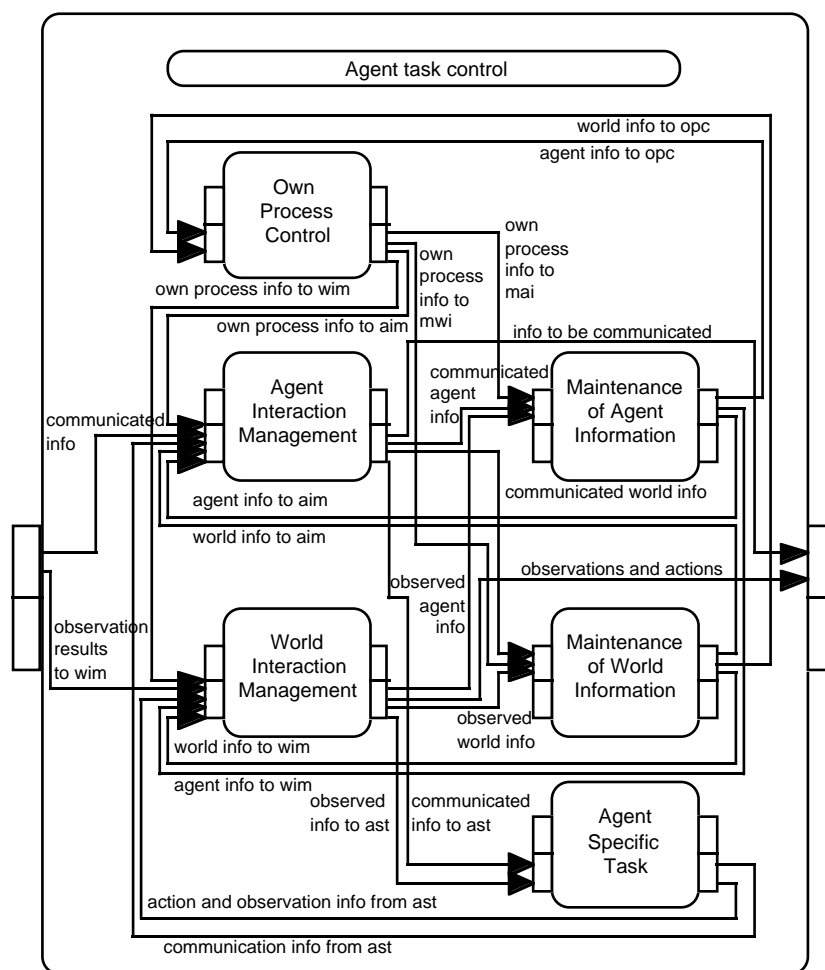 Agent task control
world info to opc
agent info to opc
Own
Process
Control
own
process
info to
mai
own
process
info to
mwi
own process info to wim
own process info to aim
info to be communicated
Agent
Interaction
Management
communicated
agent
info
Maintenance
of Agent
Information
communicated
info
agent info to aim
communicated world info
world info to aim
observed
agent
info
observations and actions
observation
results
to wim
World
Interaction
Management
Maintenance
of World
Information
observed
world info
world info to wim
agent info to wim
observed
info to ast
communicated
info to ast
Agent
Specific
Task
action and observation info from ast
communication info from ast